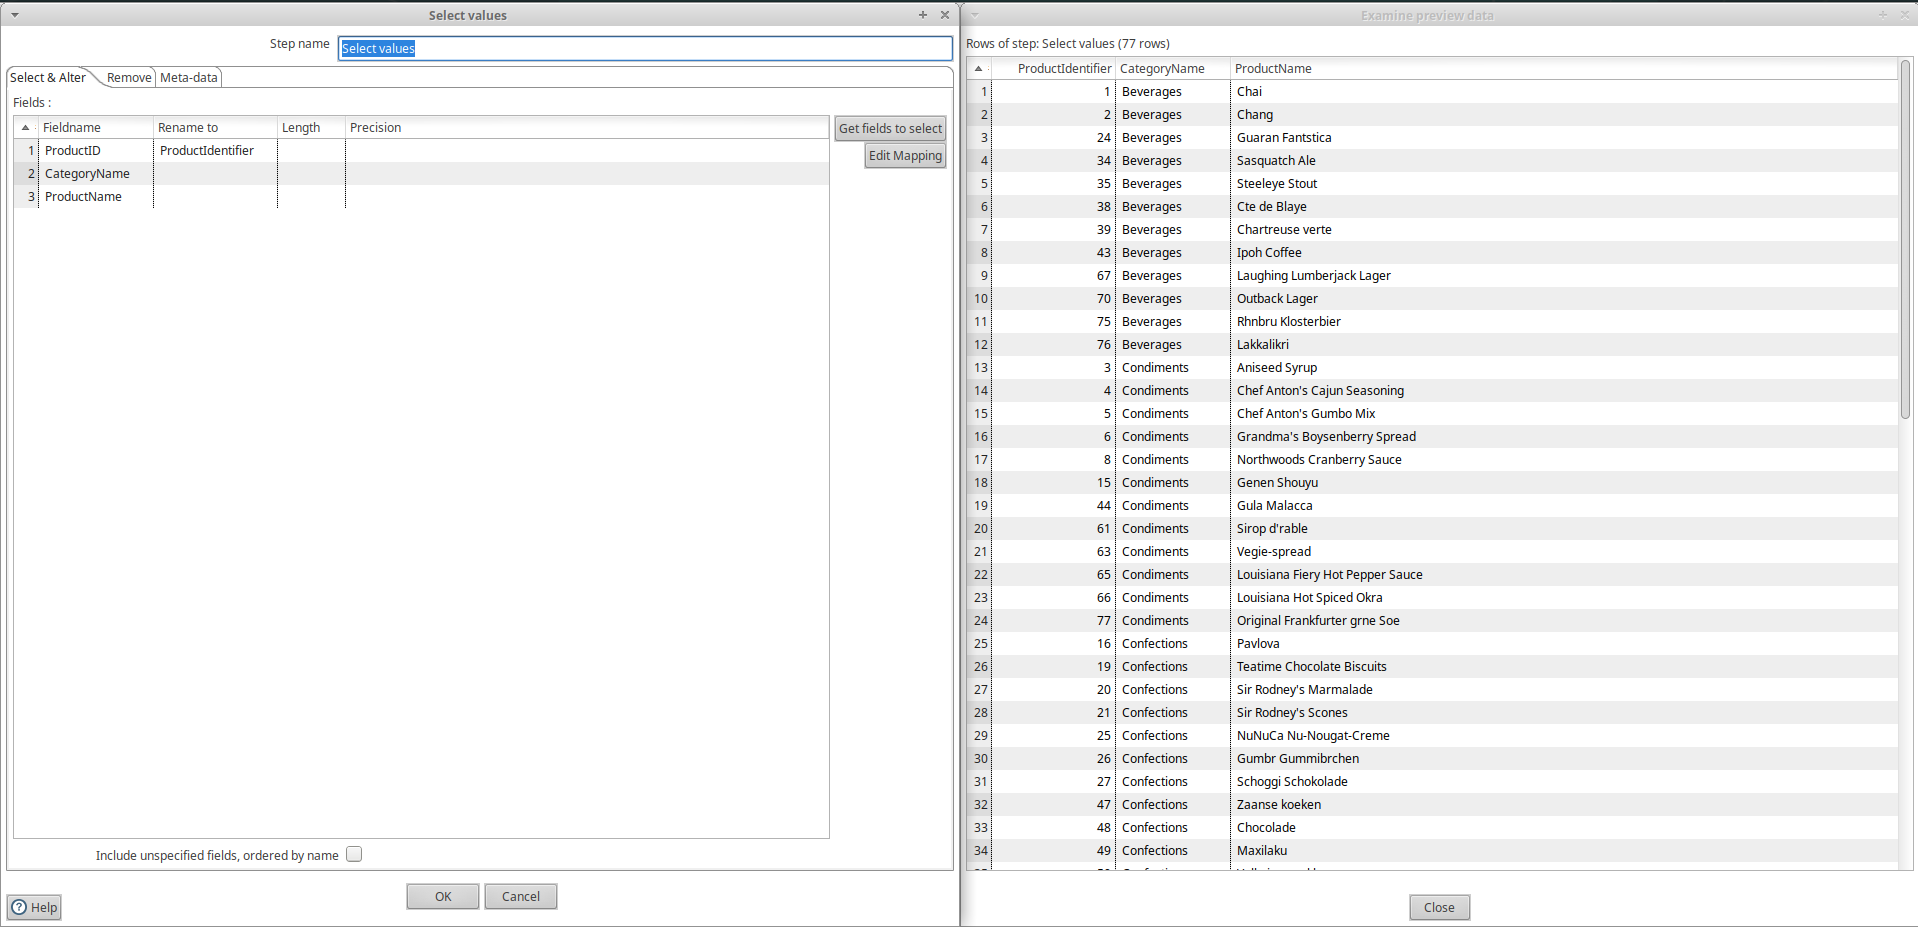 Select values
Step name Select values
Select & Alter Remove Meta-data
Fields :
Fieldname Rename to Length Precision
1 ProductID ProductIdentifier
2 CategoryName
3 ProductName
Get fields to select
Edit Mapping
Include unspecified fields, ordered by name
OK Cancel
Help
Examine preview data
Rows of step: Select values (77 rows)
ProductIdentifier CategoryName ProductName
1 1 Beverages Chai
2 2 Beverages Chang
3 24 Beverages Guaran Fantstica
4 34 Beverages Sasquatch Ale
5 35 Beverages Steeleye Stout
6 38 Beverages Cte de Blaye
7 39 Beverages Chartreuse verte
8 43 Beverages Ipoh Coffee
9 67 Beverages Laughing Lumberjack Lager
10 70 Beverages Outback Lager
11 75 Beverages Rhnbru Klosterbier
12 76 Beverages Lakkalikri
13 3 Condiments Aniseed Syrup
14 4 Condiments Chef Anton's Cajun Seasoning
15 5 Condiments Chef Anton's Gumbo Mix
16 6 Condiments Grandma's Boysenberry Spread
17 8 Condiments Northwoods Cranberry Sauce
18 15 Condiments Genen Shouyu
19 44 Condiments Gula Malacca
20 61 Condiments Sirop d'rable
21 63 Condiments Vegie-spread
22 65 Condiments Louisiana Fiery Hot Pepper Sauce
23 66 Condiments Louisiana Hot Spiced Okra
24 77 Condiments Original Frankfurter grne Soe
25 16 Confections Pavlova
26 19 Confections Teatime Chocolate Biscuits
27 20 Confections Sir Rodney's Marmalade
28 21 Confections Sir Rodney's Scones
29 25 Confections NuNuCa Nu-Nougat-Creme
30 26 Confections Gumbr Gummibrchen
31 27 Confections Schoggi Schokolade
32 47 Confections Zaanse koeken
33 48 Confections Chocolade
34 49 Confections Maxilaku
Close